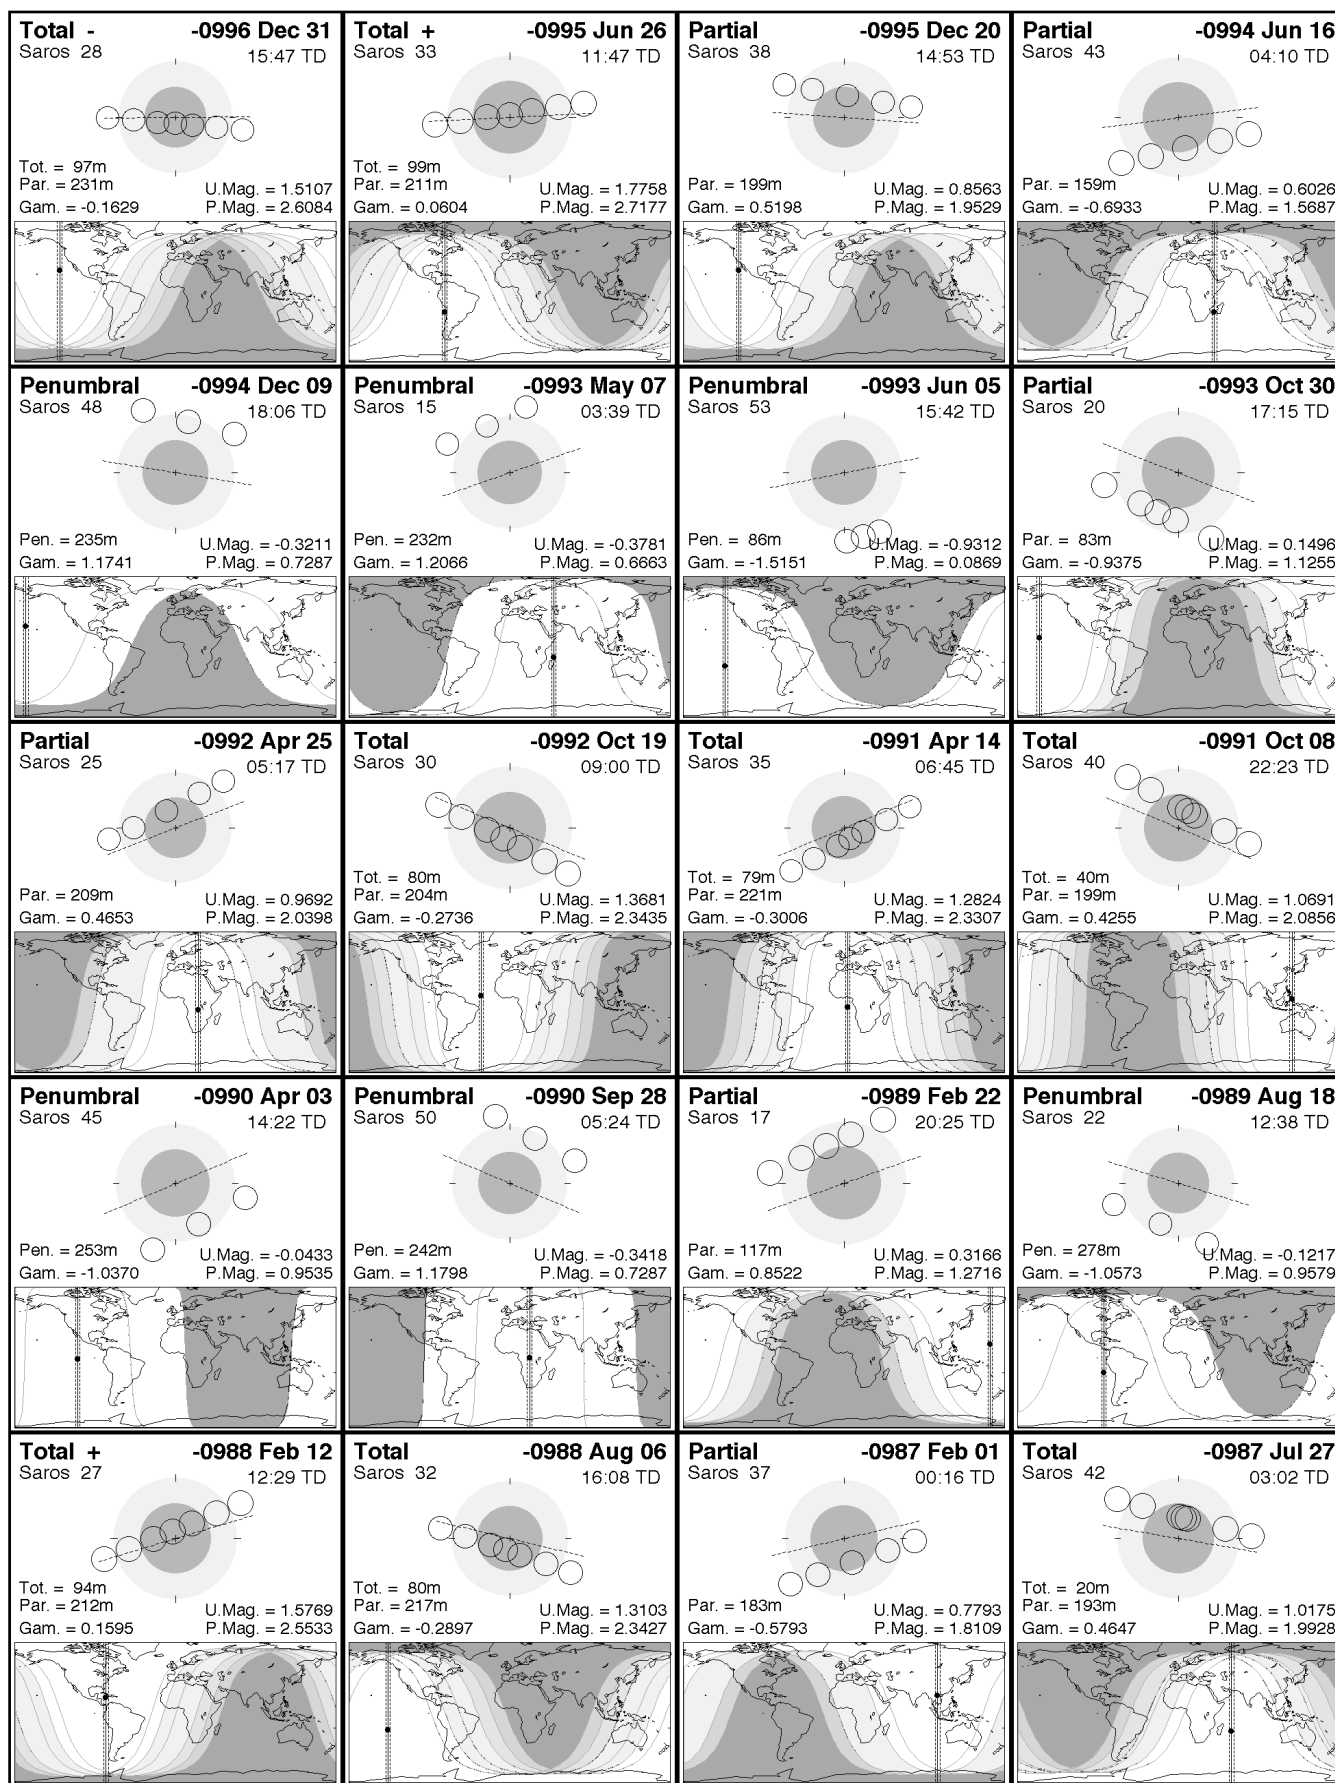 Total - -0996 Dec 31
Saros 28 15:47 TD
Tot. = 97m
Par. = 231m U.Mag. = 1.5107
Gam. = -0.1629 P.Mag. = 2.6084
Total + -0995 Jun 26
Saros 33 11:47 TD
Tot. = 99m
Par. = 211m U.Mag. = 1.7758
Gam. = 0.0604 P.Mag. = 2.7177
Partial -0995 Dec 20
Saros 38 14:53 TD
Par. = 199m U.Mag. = 0.8563
Gam. = 0.5198 P.Mag. = 1.9529
Partial -0994 Jun 16
Saros 43 04:10 TD
Par. = 159m U.Mag. = 0.6026
Gam. = -0.6933 P.Mag. = 1.5687
Penumbral -0994 Dec 09
Saros 48 18:06 TD
Pen. = 235m U.Mag. = -0.3211
Gam. = 1.1741 P.Mag. = 0.7287
Penumbral -0993 May 07
Saros 15 03:39 TD
Pen. = 232m U.Mag. = -0.3781
Gam. = 1.2066 P.Mag. = 0.6663
Penumbral -0993 Jun 05
Saros 53 15:42 TD
Pen. = 86m U.Mag. = -0.9312
Gam. = -1.5151 P.Mag. = 0.0869
Partial -0993 Oct 30
Saros 20 17:15 TD
Par. = 83m U.Mag. = 0.1496
Gam. = -0.9375 P.Mag. = 1.1255
Partial -0992 Apr 25
Saros 25 05:17 TD
Par. = 209m U.Mag. = 0.9692
Gam. = 0.4653 P.Mag. = 2.0398
Total -0992 Oct 19
Saros 30 09:00 TD
Tot. = 80m
Par. = 204m U.Mag. = 1.3681
Gam. = -0.2736 P.Mag. = 2.3435
Total -0991 Apr 14
Saros 35 06:45 TD
Tot. = 79m
Par. = 221m U.Mag. = 1.2824
Gam. = -0.3006 P.Mag. = 2.3307
Total -0991 Oct 08
Saros 40 22:23 TD
Tot. = 40m
Par. = 199m U.Mag. = 1.0691
Gam. = 0.4255 P.Mag. = 2.0856
Penumbral -0990 Apr 03
Saros 45 14:22 TD
Pen. = 253m U.Mag. = -0.0433
Gam. = -1.0370 P.Mag. = 0.9535
Penumbral -0990 Sep 28
Saros 50 05:24 TD
Pen. = 242m U.Mag. = -0.3418
Gam. = 1.1798 P.Mag. = 0.7287
Partial -0989 Feb 22
Saros 17 20:25 TD
Par. = 117m U.Mag. = 0.3166
Gam. = 0.8522 P.Mag. = 1.2716
Penumbral -0989 Aug 18
Saros 22 12:38 TD
Pen. = 278m U.Mag. = -0.1217
Gam. = -1.0573 P.Mag. = 0.9579
Total + -0988 Feb 12
Saros 27 12:29 TD
Tot. = 94m
Par. = 212m U.Mag. = 1.5769
Gam. = 0.1595 P.Mag. = 2.5533
Total -0988 Aug 06
Saros 32 16:08 TD
Tot. = 80m
Par. = 217m U.Mag. = 1.3103
Gam. = -0.2897 P.Mag. = 2.3427
Partial -0987 Feb 01
Saros 37 00:16 TD
Par. = 183m U.Mag. = 0.7793
Gam. = -0.5793 P.Mag. = 1.8109
Total -0987 Jul 27
Saros 42 03:02 TD
Tot. = 20m
Par. = 193m U.Mag. = 1.0175
Gam. = 0.4647 P.Mag. = 1.9928